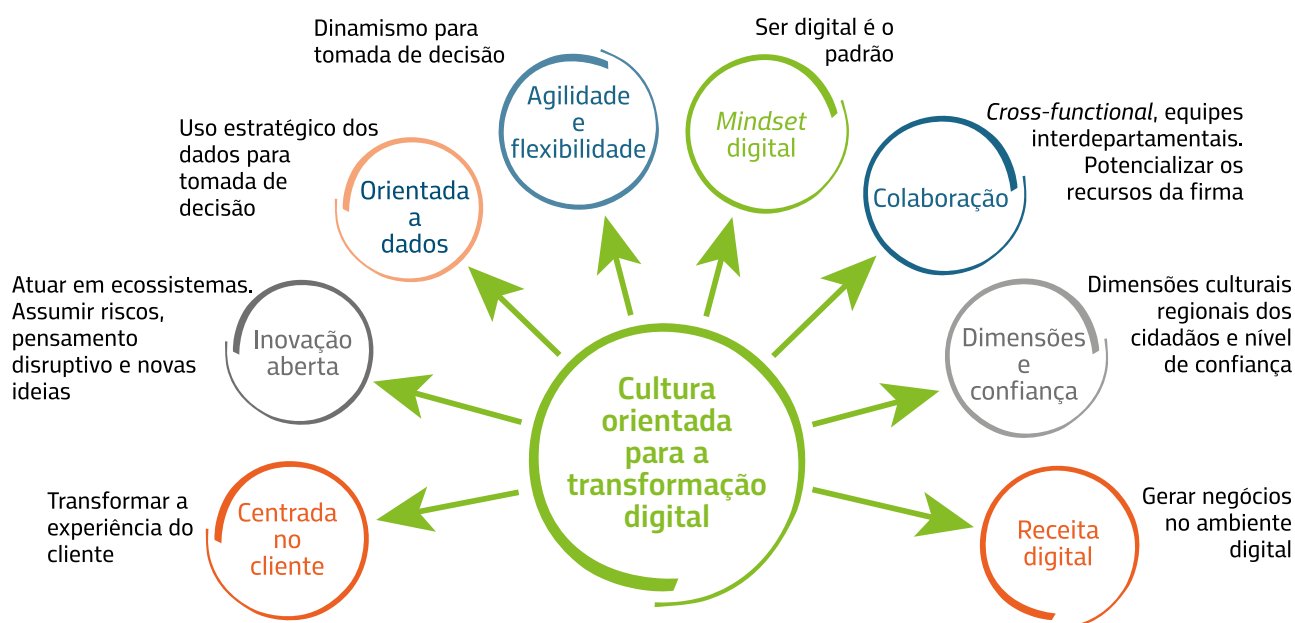 Dinamismo para
tomada de decisão
Agilidade
e
flexibilidade
Ser digital é o
padrão
Mindset
digital
Uso estratégico dos
dados para
tomada de
decisão
Orientada
a
dados
Cross-functional, equipes
interdepartamentais.
Potencializar os
recursos da firma
Colaboração
Atuar em ecossistemas.
Assumir riscos,
pensamento
disruptivo e novas
ideias
Inovação
aberta
Dimensões culturais
regionais dos
cidadãos e nível
de confiança
Dimensões
e
confiança
Cultura
orientada
para a
transformação
digital
Transformar a
experiência do
cliente
Centrada
no
cliente
Gerar negócios
no ambiente
digital
Receita
digital